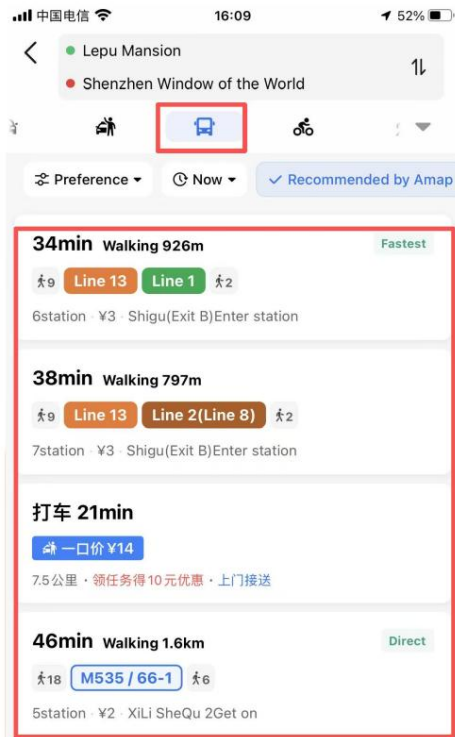 中国电信 16:09 52%
Lepu Mansion
Shenzhen Window of the World
Preference Now Recommended by Amap
34min Walking 926m Fastest
9 Line 13 Line 1 2
6station · ¥3 · Shigu(Exit B)Enter station
38min Walking 797m
9 Line 13 Line 2(Line 8) 2
7station · ¥3 · Shigu(Exit B)Enter station
打车 21min
一口价 ¥14
7.5公里・领任务得10元优惠・上门接送
46min Walking 1.6km Direct
18 M535 / 66-1 6
5station · ¥2 · XiLi SheQu 2Get on